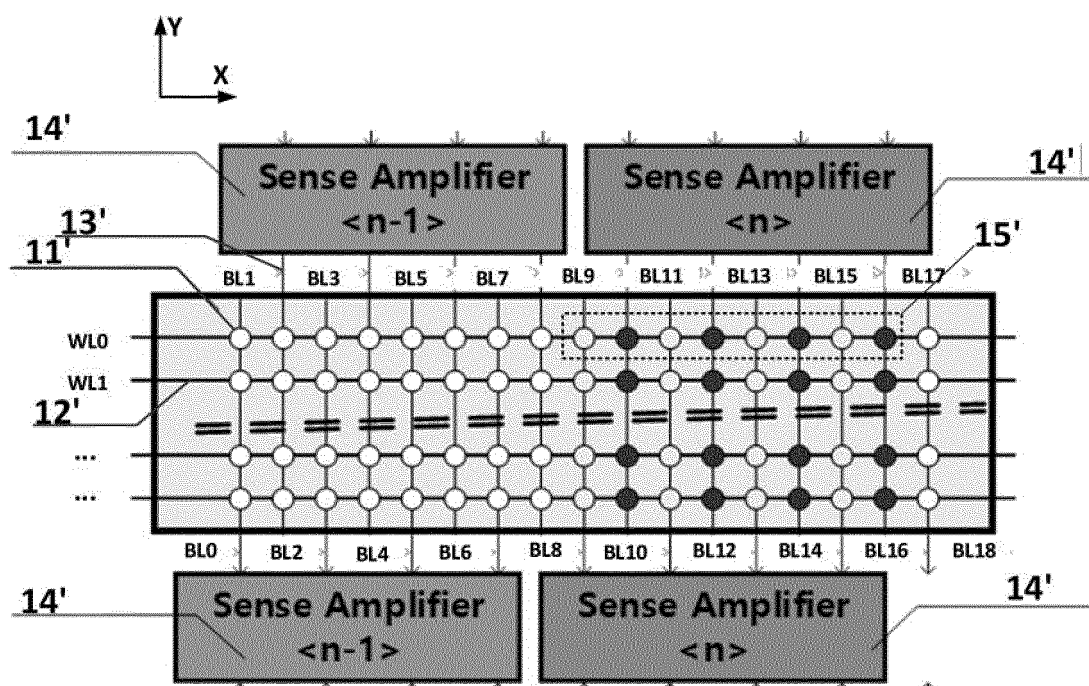 Y
X
14'
Sense Amplifier
<n-1>
Sense Amplifier
<n>
14'
13'
11'
15'
BL1 BL3 BL5 BL7 BL9 BL11 BL13 BL15 BL17
WL0
WL1
12'
...
...
BL0 BL2 BL4 BL6 BL8 BL10 BL12 BL14 BL16 BL18
14'
Sense Amplifier
<n-1>
Sense Amplifier
<n>
14'